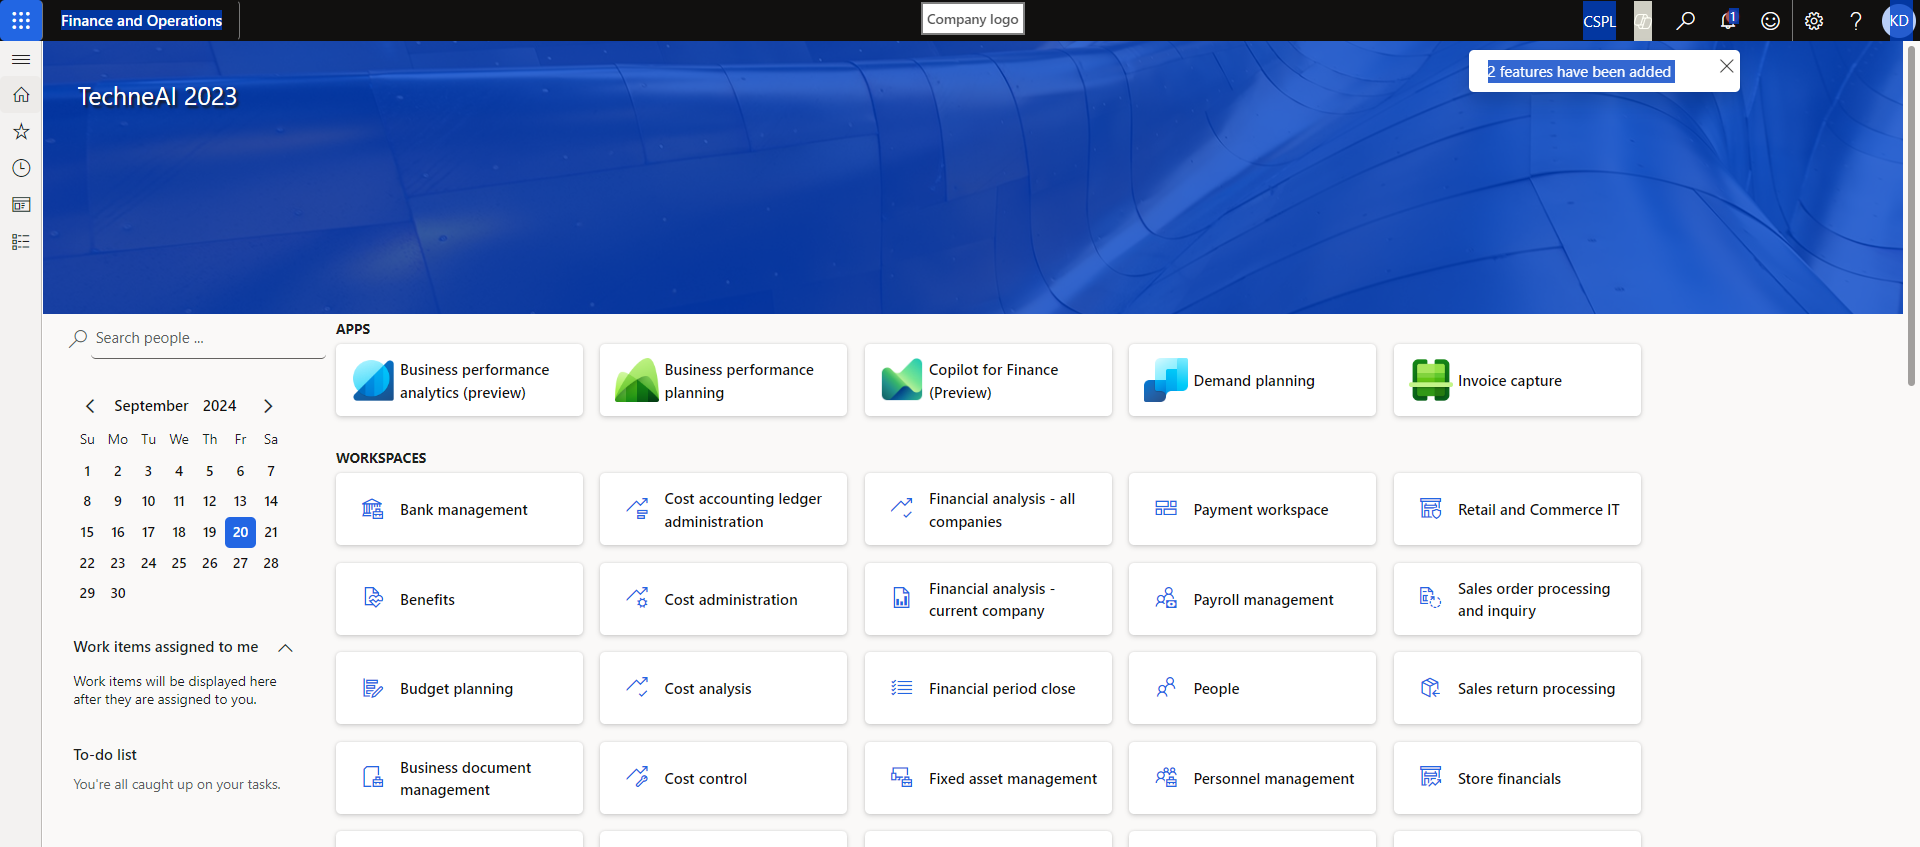 Finance and Operations
Company logo
CSPL
1
KD
2 features have been added
TechneAI 2023
Search people ...
September 2024
Su Mo Tu We Th Fr Sa
1 2 3 4 5 6 7
8 9 10 11 12 13 14
15 16 17 18 19 20 21
22 23 24 25 26 27 28
29 30
Work items assigned to me
Work items will be displayed here
after they are assigned to you.
To-do list
You're all caught up on your tasks.
APPS
Business performance
analytics (preview)
Business performance
planning
Copilot for Finance
(Preview)
Demand planning
Invoice capture
WORKSPACES
Bank management
Cost accounting ledger
administration
Financial analysis - all
companies
Payment workspace
Retail and Commerce IT
Benefits
Cost administration
Financial analysis -
current company
Payroll management
Sales order processing
and inquiry
Budget planning
Cost analysis
Financial period close
People
Sales return processing
Business document
management
Cost control
Fixed asset management
Personnel management
Store financials